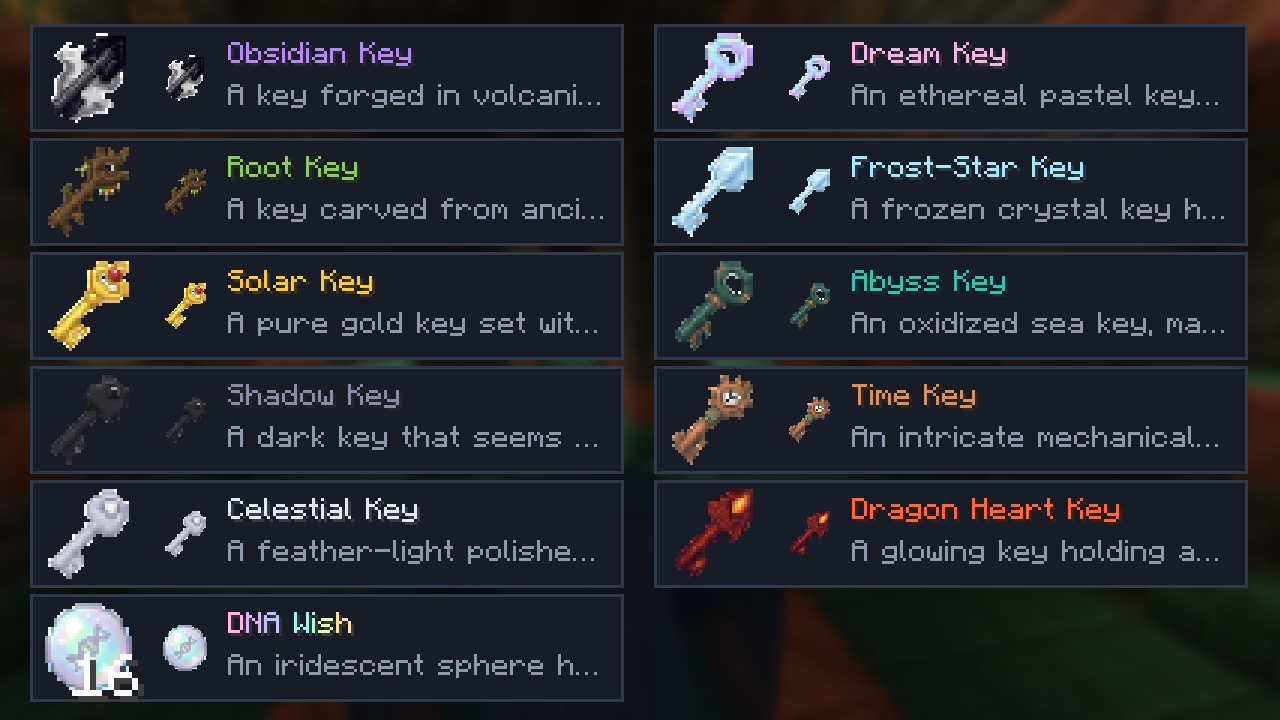 Obsidian Key
A key forged in volcani...
Root Key
A key carved from anci...
Solar Key
A pure gold key set wit...
Shadow Key
A dark key that seems ...
Celestial Key
A feather-light polishe...
DNA Wish
An iridescent sphere h...
16
Dream Key
An ethereal pastel key...
Frost-Star Key
A frozen crystal key h...
Abyss Key
An oxidized sea key, ma...
Time Key
An intricate mechanical...
Dragon Heart Key
A glowing key holding a...